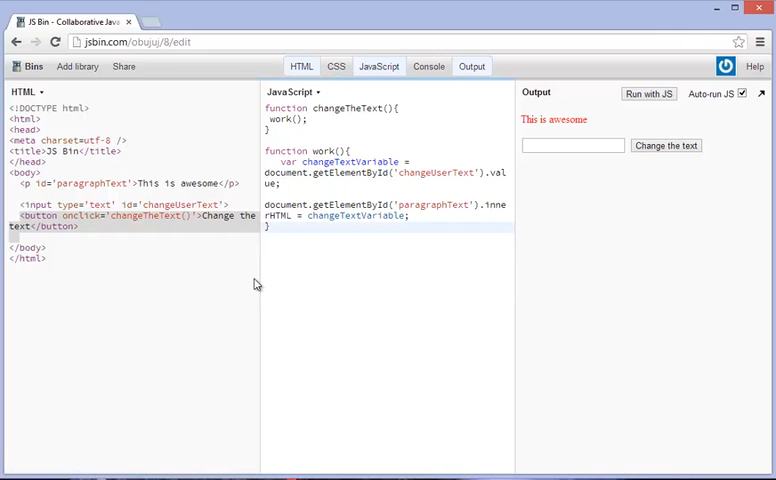 JS Bin - Collaborative Java
jsbin.com/obujuj/8/edit
Bins
Add library
Share
HTML
CSS
JavaScript
Console
Output
Help
HTML
<!DOCTYPE html>
<html>
<head>
<meta charset=utf-8 />
<title>JS Bin</title>
</head>
<body>
<p id='paragraphText'>This is awesome</p>
<input type='text' id='changeUserText'>
<button onclick='changeTheText()'>Change the
text</button>
</body>
</html>
JavaScript
function changeTheText(){
work();
}
function work(){
var changeTextVariable =
document.getElementById('changeUserText').val
ue;
document.getElementById('paragraphText').inne
rHTML = changeTextVariable;
}
Output
Run with JS
Auto-run JS
This is awesome
Change the text